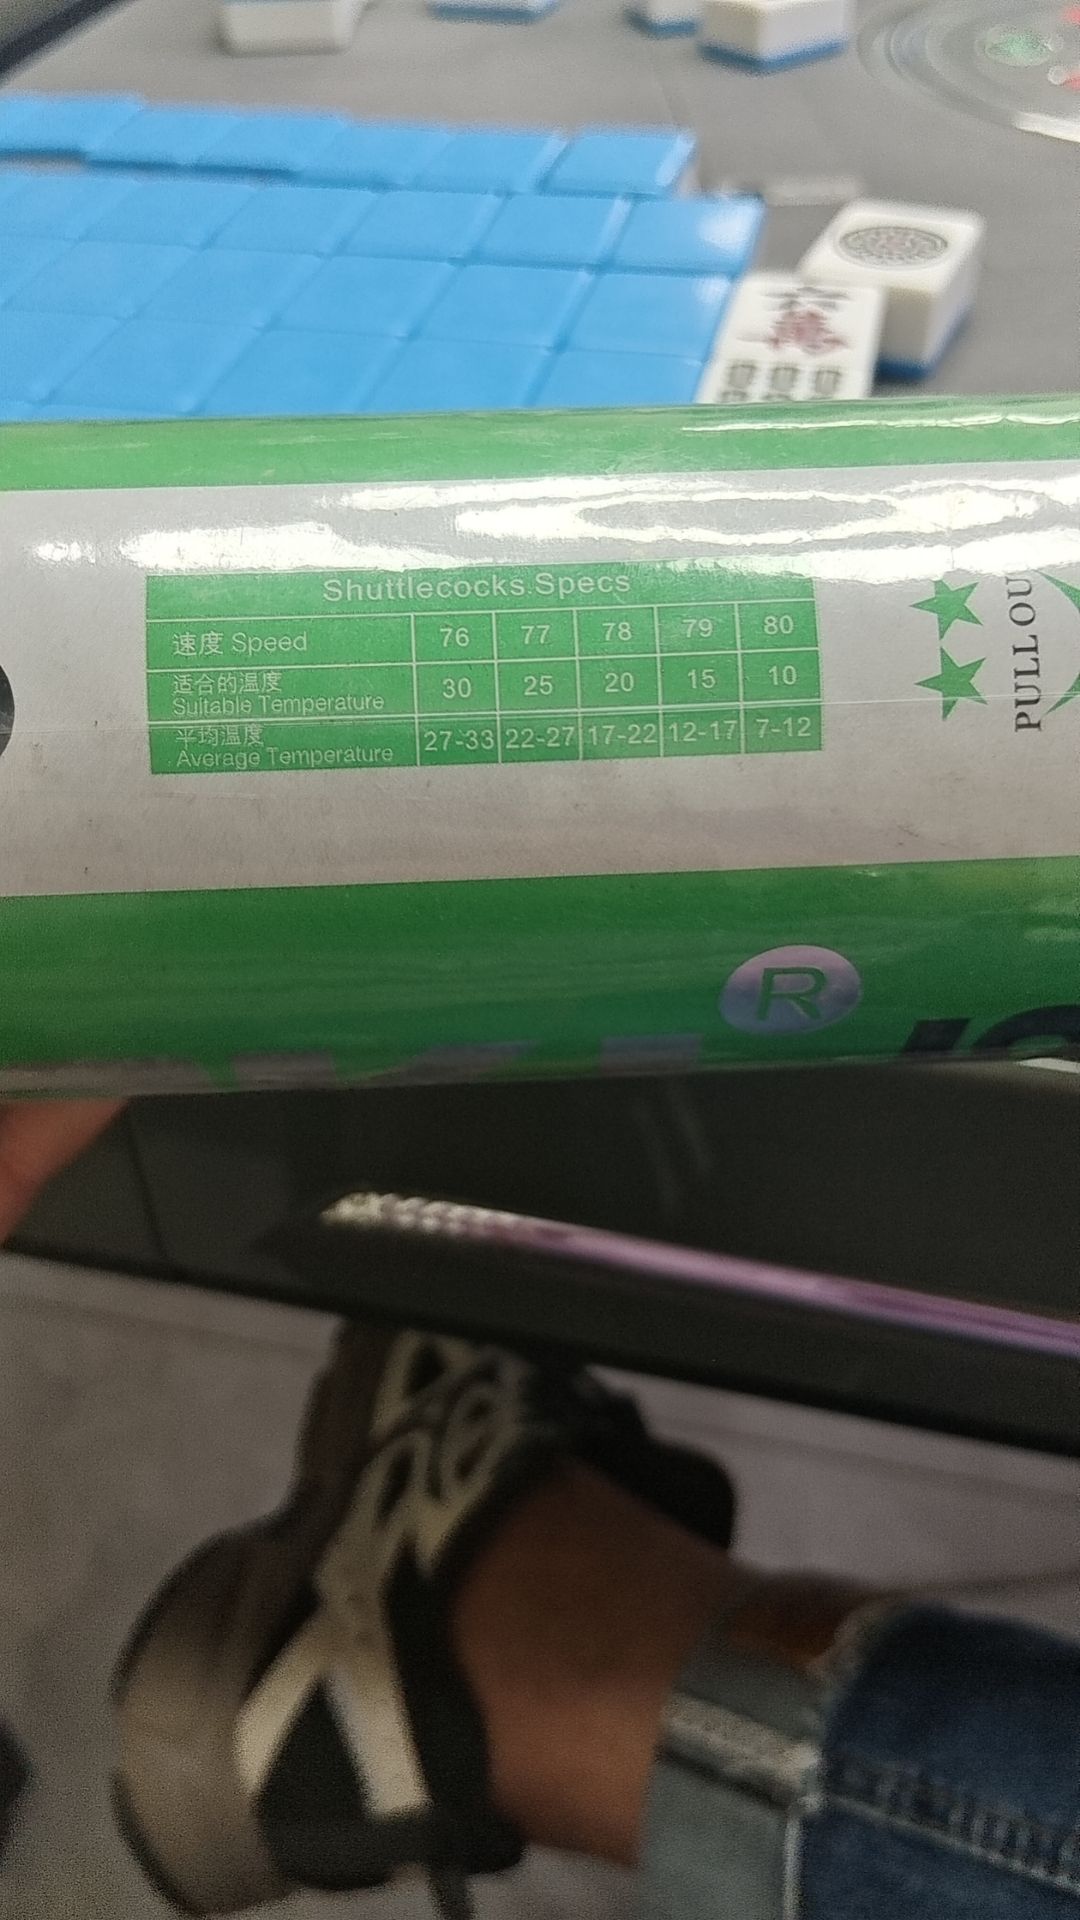 六萬
Shuttlecocks Specs
速度 Speed 76 77 78 79 80
适合的温度 30 25 20 15 10
Suitable Temperature
平均温度 27-33 22-27 17-22 12-17 7-12
Average Temperature
PULL OU
R